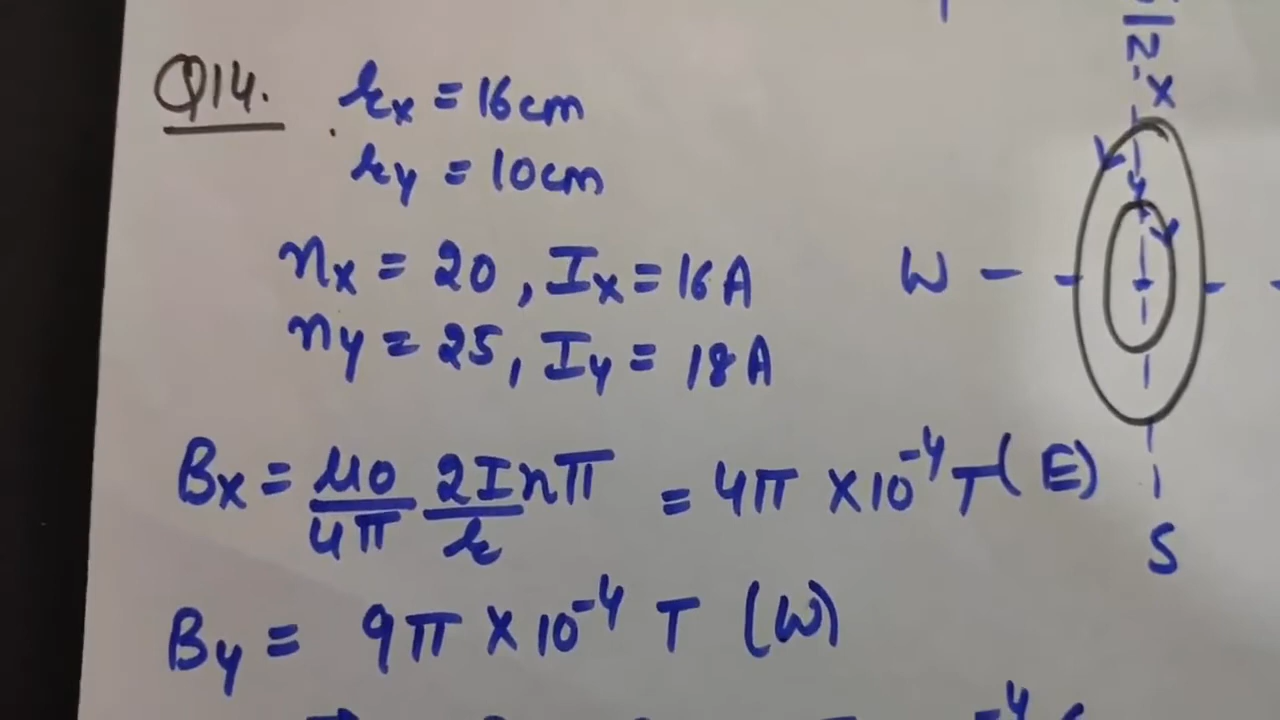 Q14. rx = 16cm
ry = 10cm
nx = 20, Ix = 16A
ny = 25, Iy = 18A
Bx = μ0/4π 2Inπ/r = 4π × 10⁻⁴ T (E)
By = 9π × 10⁻⁴ T (W)
X
Y
W
S